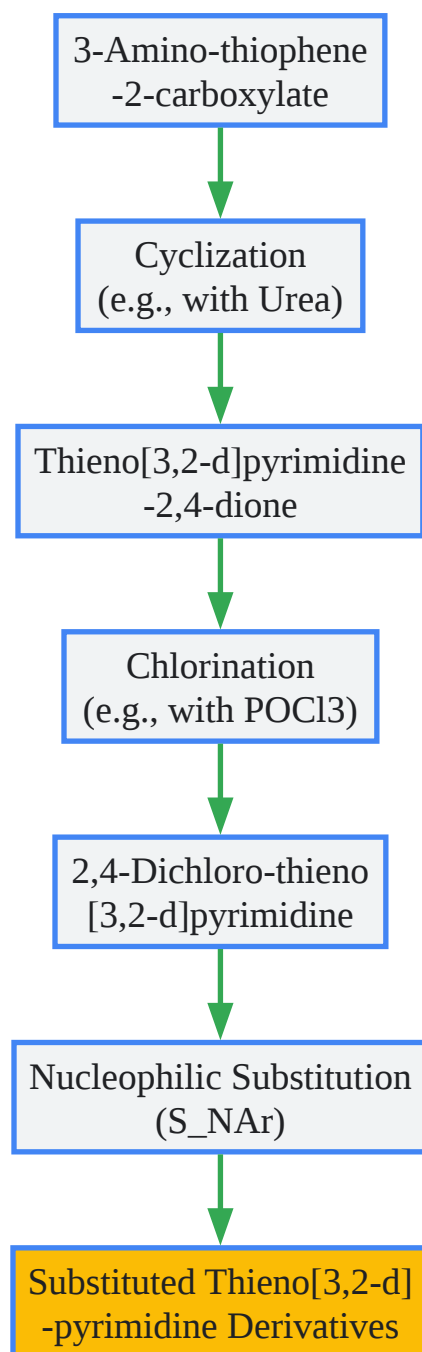 3-Amino-thiophene
-2-carboxylate
Cyclization
(e.g., with Urea)
Thieno[3,2-d]pyrimidine
-2,4-dione
Chlorination
(e.g., with POCl3)
2,4-Dichloro-thieno
[3,2-d]pyrimidine
Nucleophilic Substitution
(S_NAr)
Substituted Thieno[3,2-d]
-pyrimidine Derivatives